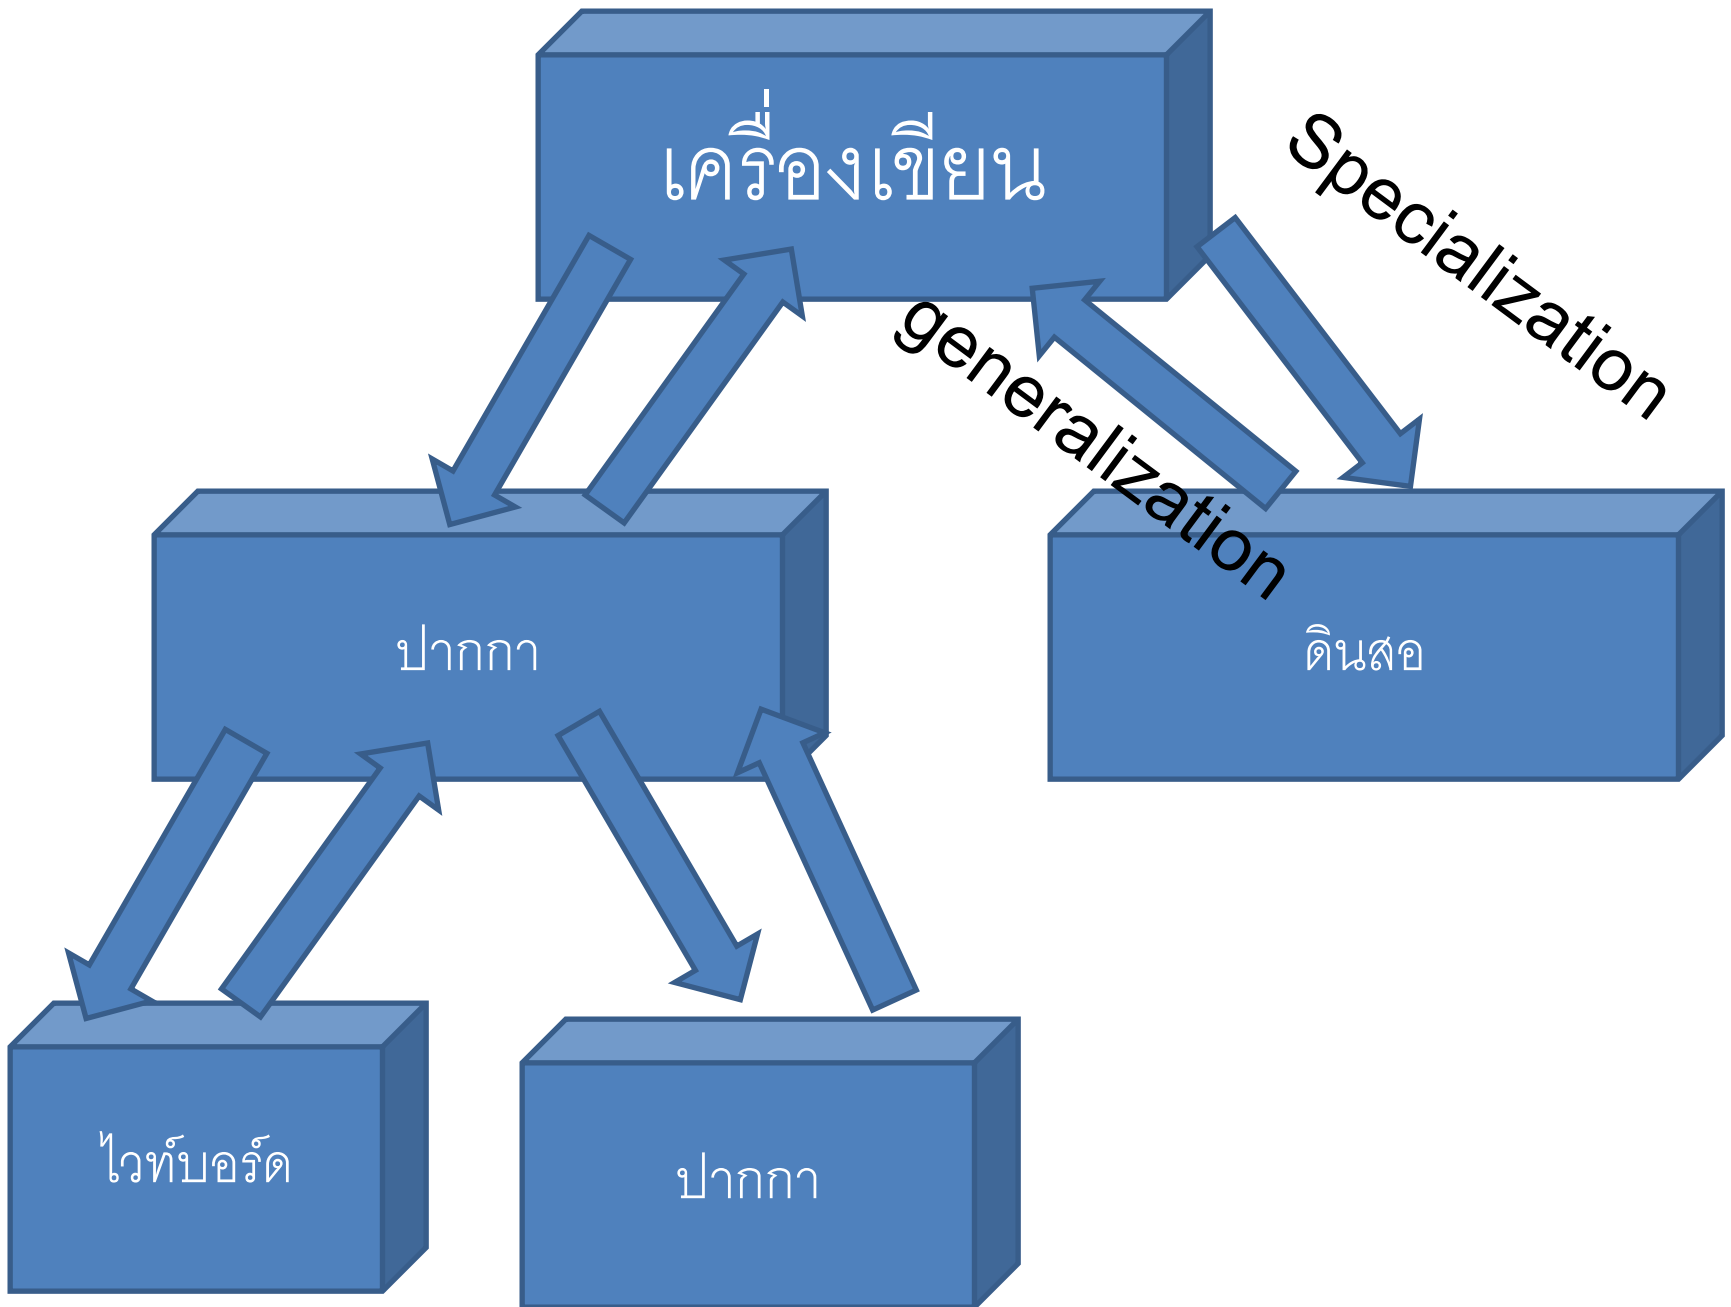 เครื่องเขียน
Specialization
generalization
ปากกา
ดินสอ
ไวท์บอร์ด
ปากกา